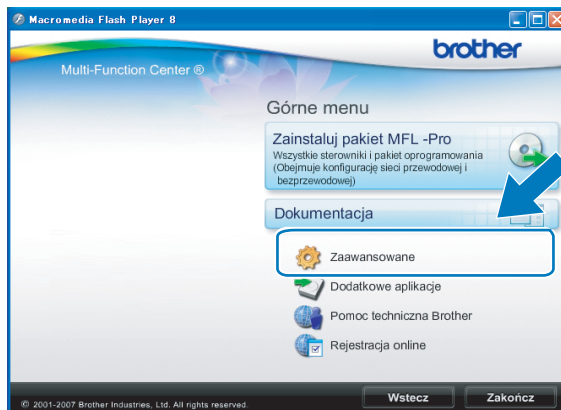 Macromedia Flash Player 8
brother
Multi-Function Center ®
Górne menu
Zainstaluj pakiet MFL -Pro
Wszystkie sterowniki i pakiet oprogramowania
(Obejmuje konfigurację sieci przewodowej i
bezprzewodowej)
Dokumentacja
Zaawansowane
Dodatkowe aplikacje
Pomoc techniczna Brother
Rejestracja online
© 2001-2007 Brother Industries, Ltd. All rights reserved.
Wstecz
Zakończ